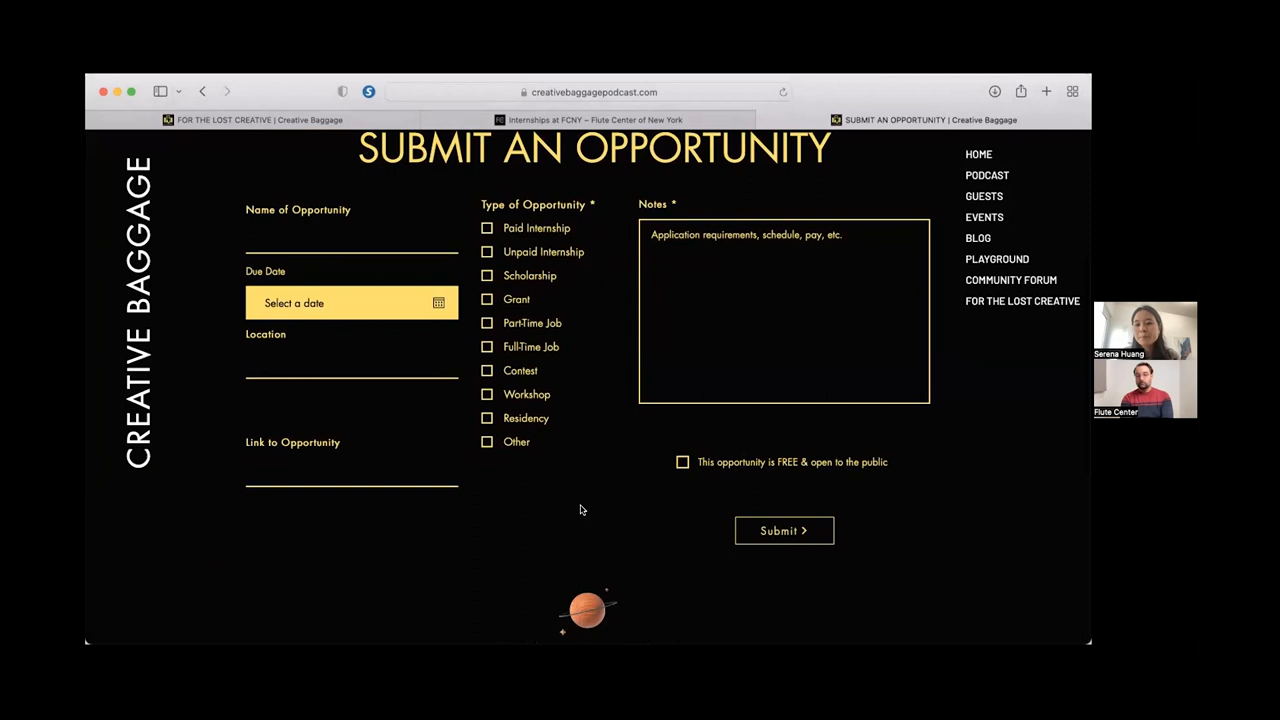 creativebaggagepodcast.com
FOR THE LOST CREATIVE | Creative Baggage
Internships at FCNY – Flute Center of New York
SUBMIT AN OPPORTUNITY | Creative Baggage
CREATIVE BAGGAGE
SUBMIT AN OPPORTUNITY
Name of Opportunity
Due Date
Select a date
Location
Link to Opportunity
Type of Opportunity *
Paid Internship
Unpaid Internship
Scholarship
Grant
Part-Time Job
Full-Time Job
Contest
Workshop
Residency
Other
Notes *
Application requirements, schedule, pay, etc.
This opportunity is FREE & open to the public
Submit >
HOME
PODCAST
GUESTS
EVENTS
BLOG
PLAYGROUND
COMMUNITY FORUM
FOR THE LOST CREATIVE
Serena Huang
Flute Center